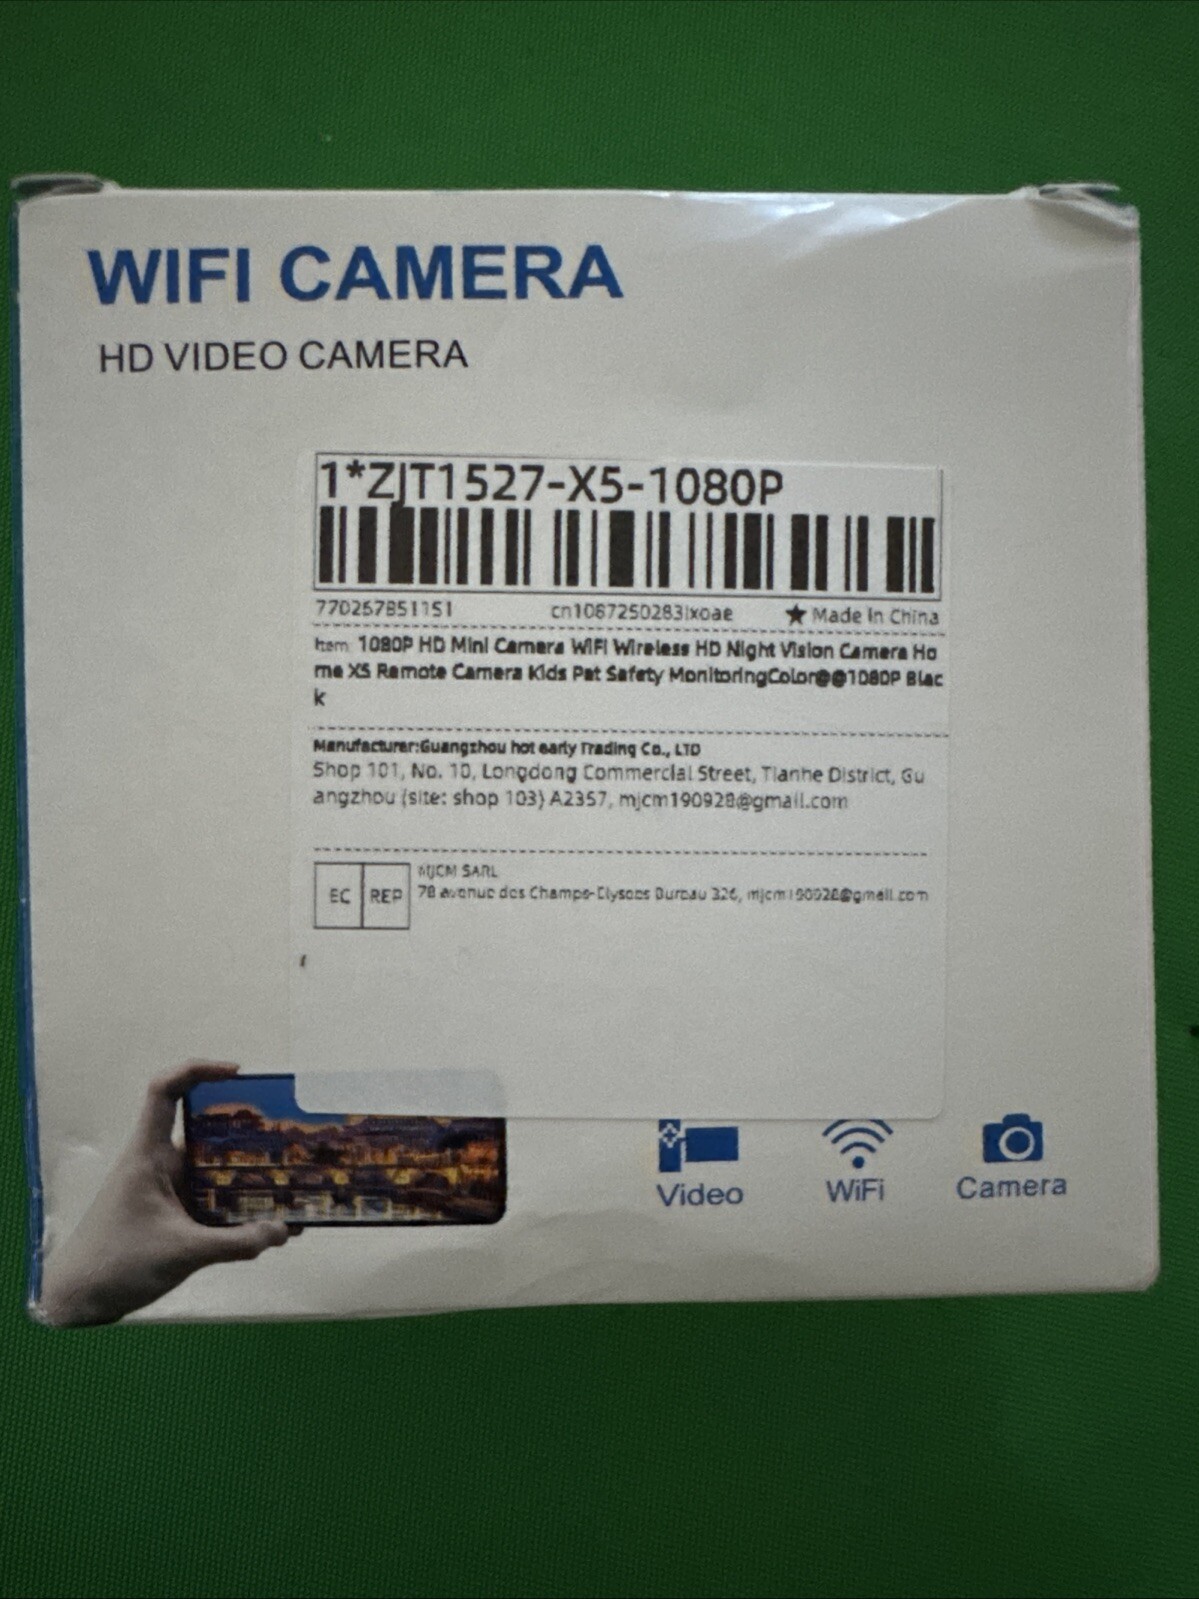 WIFI CAMERA
HD VIDEO CAMERA
1*ZJT1527-X5-1080P
770267851151 cn1087250283lxoae ★ Made in China
Item 1080P HD Mini Camera WiFi Wireless HD Night Vision Camera Ho
me X5 Remote Camera Kids Pet Safety MonitoringColor@@1080P Blac
k
Manufacturer:Guangzhou hot early Trading Co., LTD
Shop 101, No. 10, Longdong Commercial Street, Tianhe District, Gu
angzhou (site: shop 103) A2357, mjcm190928@gmail.com
EC REP
MJCM SARL
78 avenue des Champs-Elysees Bureau 326, mjcm190928@gmail.com
Video WiFi Camera